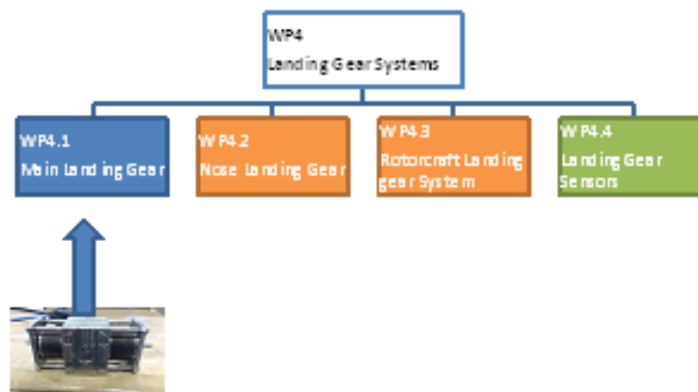 WP4
Landing Gear Systems
WP4.1
Main Landing Gear
WP4.2
Nose Landing Gear
WP4.3
Rotorcraft Landing
gear System
WP4.4
Landing Gear
Sensors